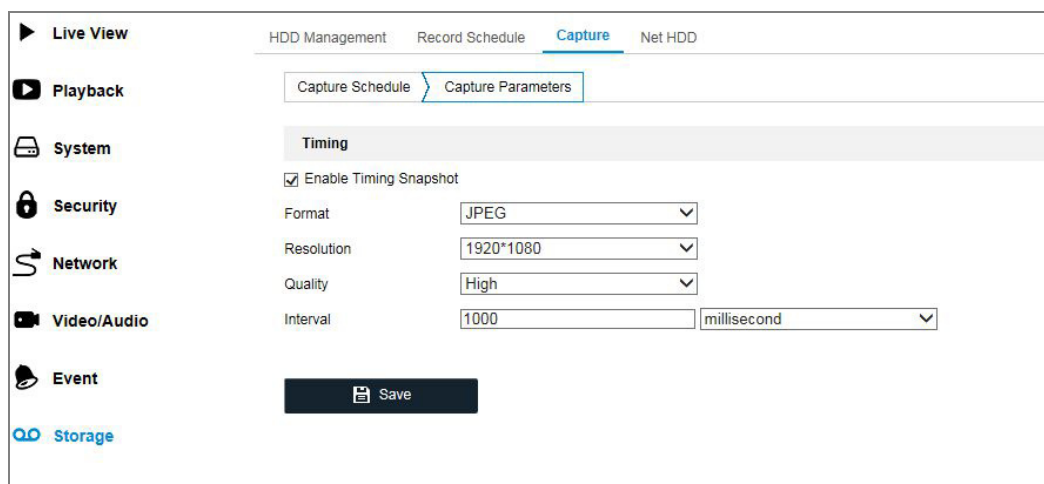 Live View
Playback
System
Security
Network
Video/Audio
Event
Storage
HDD Management Record Schedule Capture Net HDD
Capture Schedule Capture Parameters
Timing
Enable Timing Snapshot
Format JPEG
Resolution 1920*1080
Quality High
Interval 1000 millisecond
Save